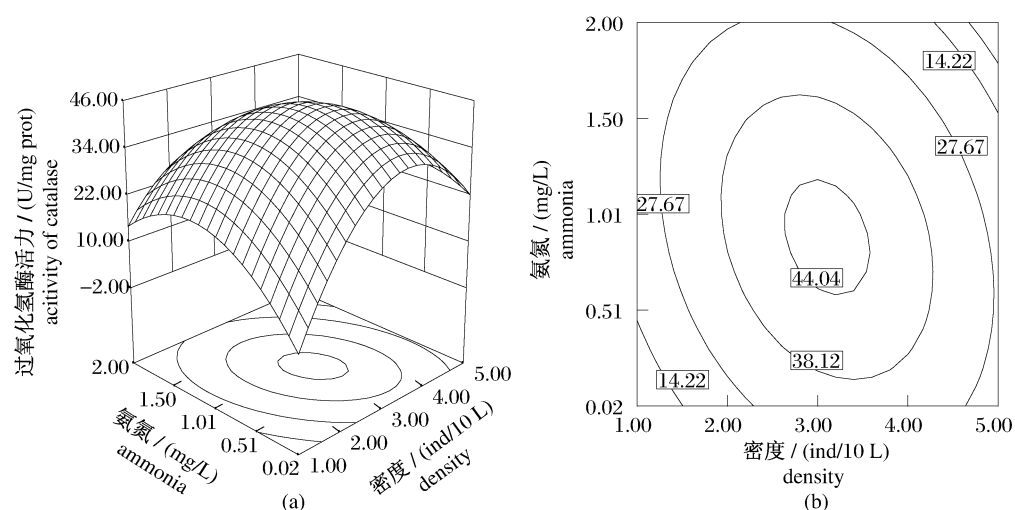 过氧化氢酶活力 / (U/mg prot)
acitivity of catalase
46.00
34.00
22.00
10.00
−2.00
2.00
1.50
1.01
0.51
0.02
氨氮 / (mg/L)
ammonia
1.00
2.00
3.00
4.00
5.00
密度 / (ind/10 L)
density
(a)
氨氮 / (mg/L)
ammonia
2.00
1.50
1.01
0.51
0.02
14.22
27.67
27.67
44.04
38.12
14.22
1.00
2.00
3.00
4.00
5.00
密度 / (ind/10 L)
density
(b)